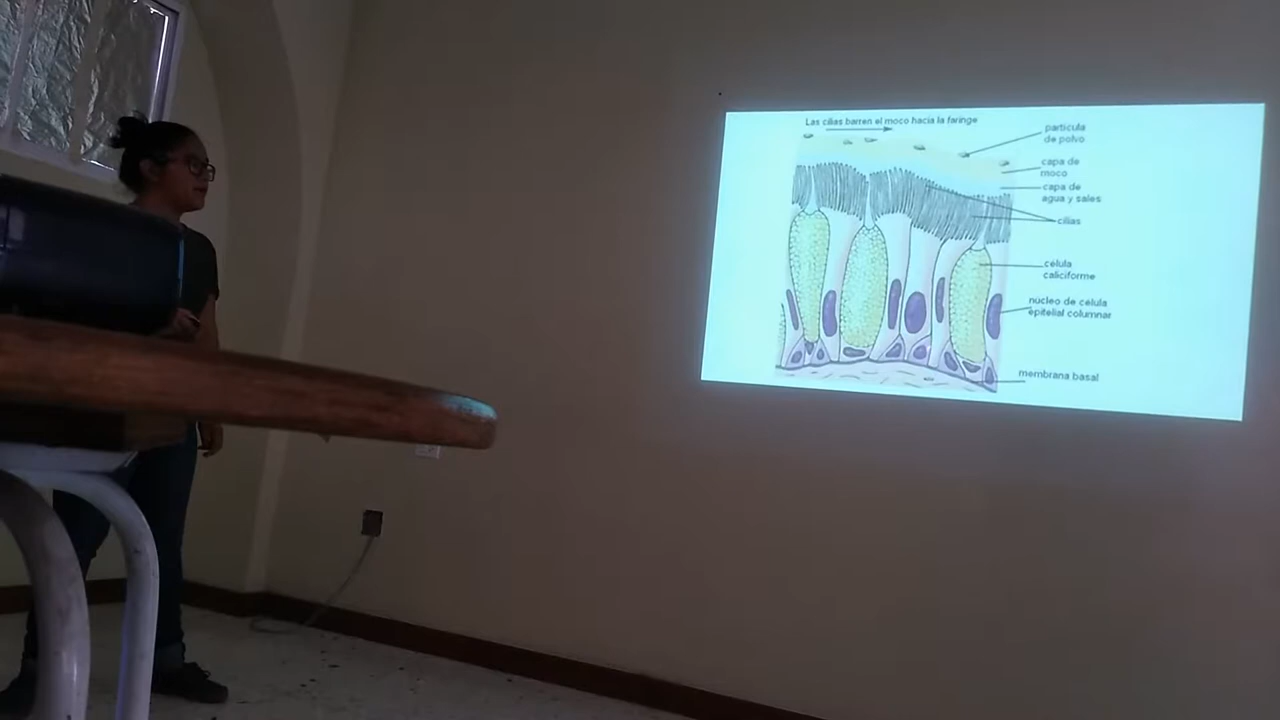 Las cilias barren el moco hacia la faringe
partícula
de polvo
capa de
moco
capa de
agua y sales
cilias
célula
caliciforme
núcleo de célula
epitelial columnar
membrana basal